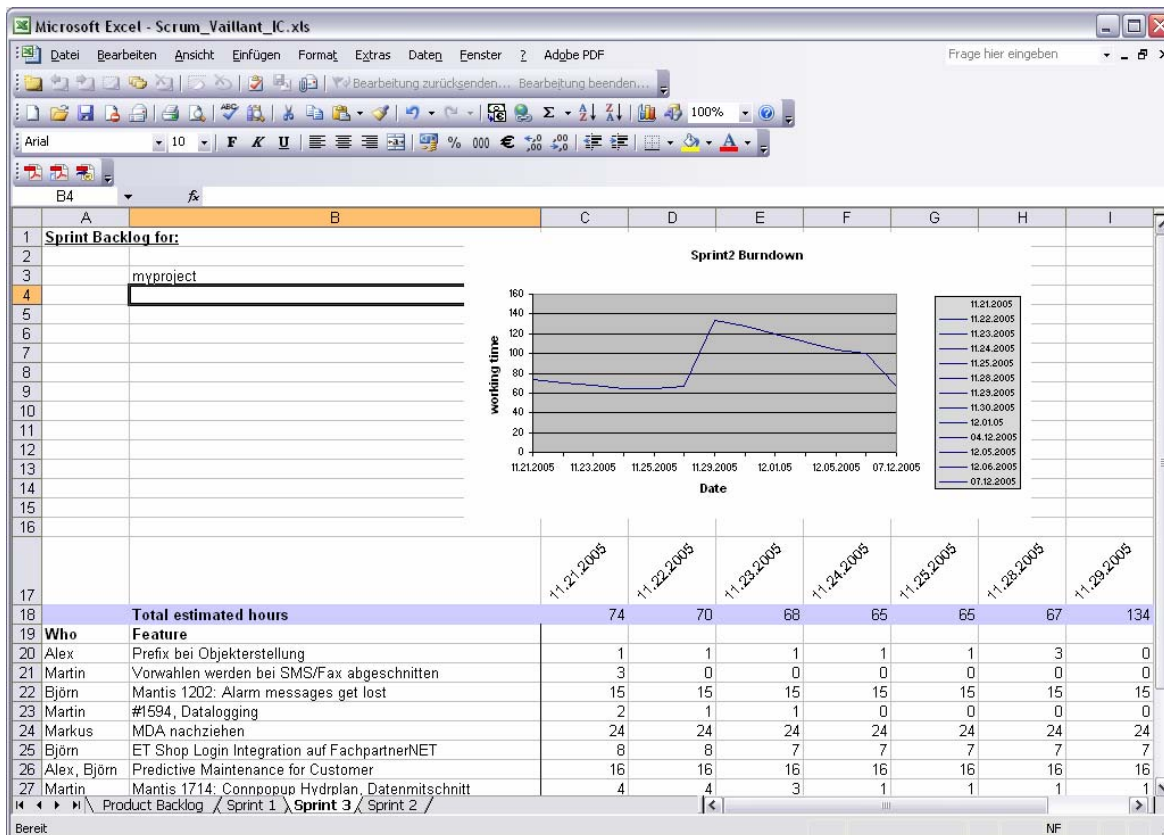 Microsoft Excel - Scrum_Vaillant_IC.xls
Datei Bearbeiten Ansicht Einfügen Format Extras Daten Fenster ? Adobe PDF Frage hier eingeben
Bearbeitung zurücksenden... Bearbeitung beenden...
100%
Arial 10 F K U % 000 €
B4 fx
A B C D E F G H I
1 Sprint Backlog for:
2 Sprint2 Burndown
3 myproject
4
5
6
7
8
9
10
11
12
13
14
15
16
160
140
120
100
80
60
40
20
0
working time
11.21.2005 11.23.2005 11.25.2005 11.29.2005 12.01.05 12.05.2005 07.12.2005
Date
11.21.2005
11.22.2005
11.23.2005
11.24.2005
11.25.2005
11.28.2005
11.29.2005
11.30.2005
12.01.05
04.12.2005
12.05.2005
12.06.2005
07.12.2005
17 11.21.2005 11.22.2005 11.23.2005 11.24.2005 11.25.2005 11.28.2005 11.29.2005
18 Total estimated hours 74 70 68 65 65 67 134
19 Who Feature
20 Alex Prefix bei Objekterstellung 1 1 1 1 1 3 0
21 Martin Vorwahlen werden bei SMS/Fax abgeschnitten 3 0 0 0 0 0 0
22 Björn Mantis 1202: Alarm messages get lost 15 15 15 15 15 15 15
23 Martin #1594, Datalogging 2 1 1 0 0 0 0
24 Markus MDA nachziehen 24 24 24 24 24 24 24
25 Björn ET Shop Login Integration auf FachpartnerNET 8 8 7 7 7 7 7
26 Alex, Björn Predictive Maintenance for Customer 16 16 16 16 16 16 16
27 Martin Mantis 1714: Connpopup Hydrplan, Datenmitschnitt 4 4 3 1 1 1 1
Product Backlog Sprint 1 Sprint 3 Sprint 2
Bereit NF